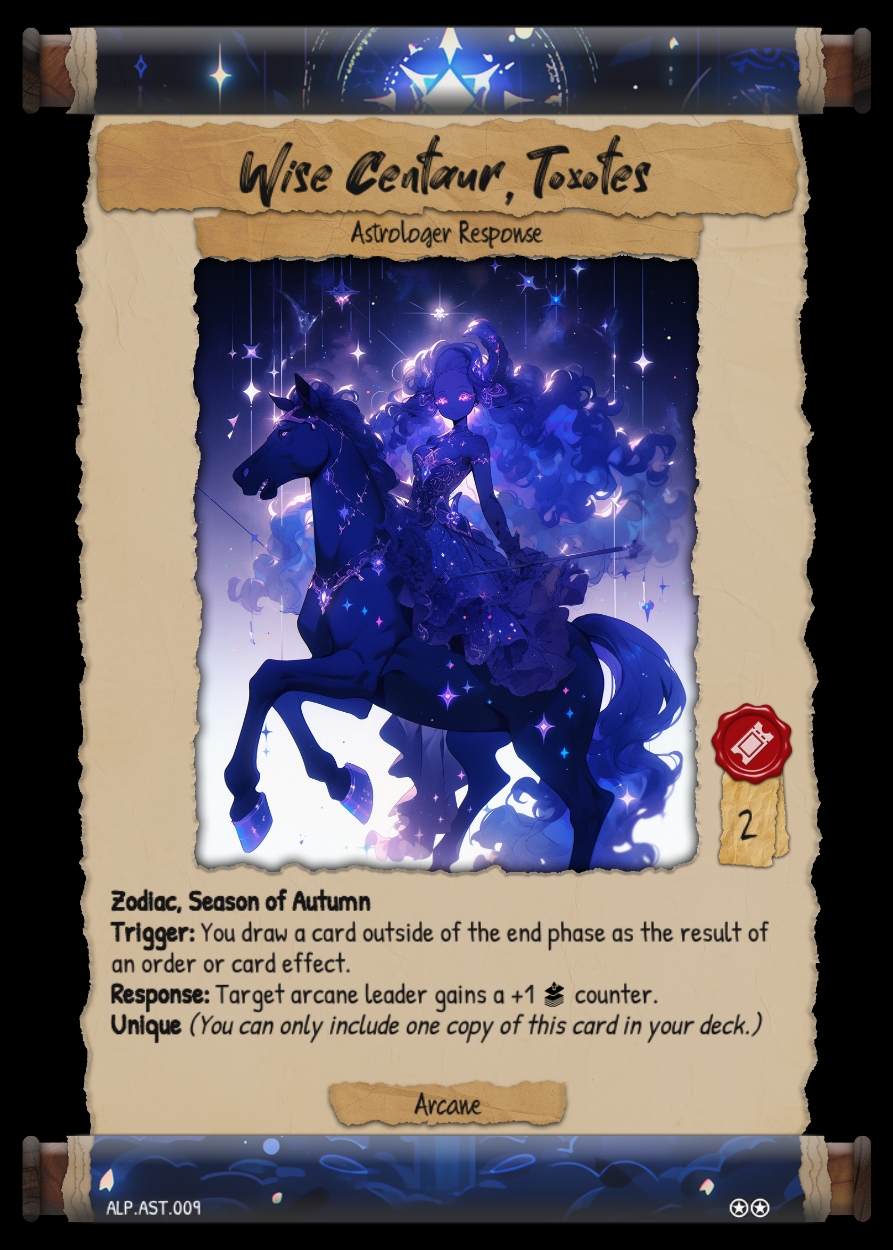 Wise Centaur, Toxotes
Astrologer Response
2
Zodiac, Season of Autumn
Trigger: You draw a card outside of the end phase as the result of
an order or card effect.
Response: Target arcane leader gains a +1 counter.
Unique (You can only include one copy of this card in your deck.)
Arcane
ALP.AST.009